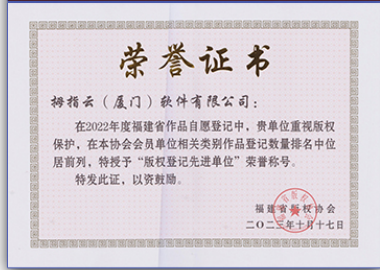 荣誉证书
拇指云（厦门）软件有限公司：
在2022年度福建省作品自愿登记中，贵单位重视版权
保护，在本协会会员单位相关类别作品登记数量排名中位
居前列，特授予“版权登记先进单位”荣誉称号。
特发此证，以资鼓励。
福建省版权协会
二〇二三年十月十七日